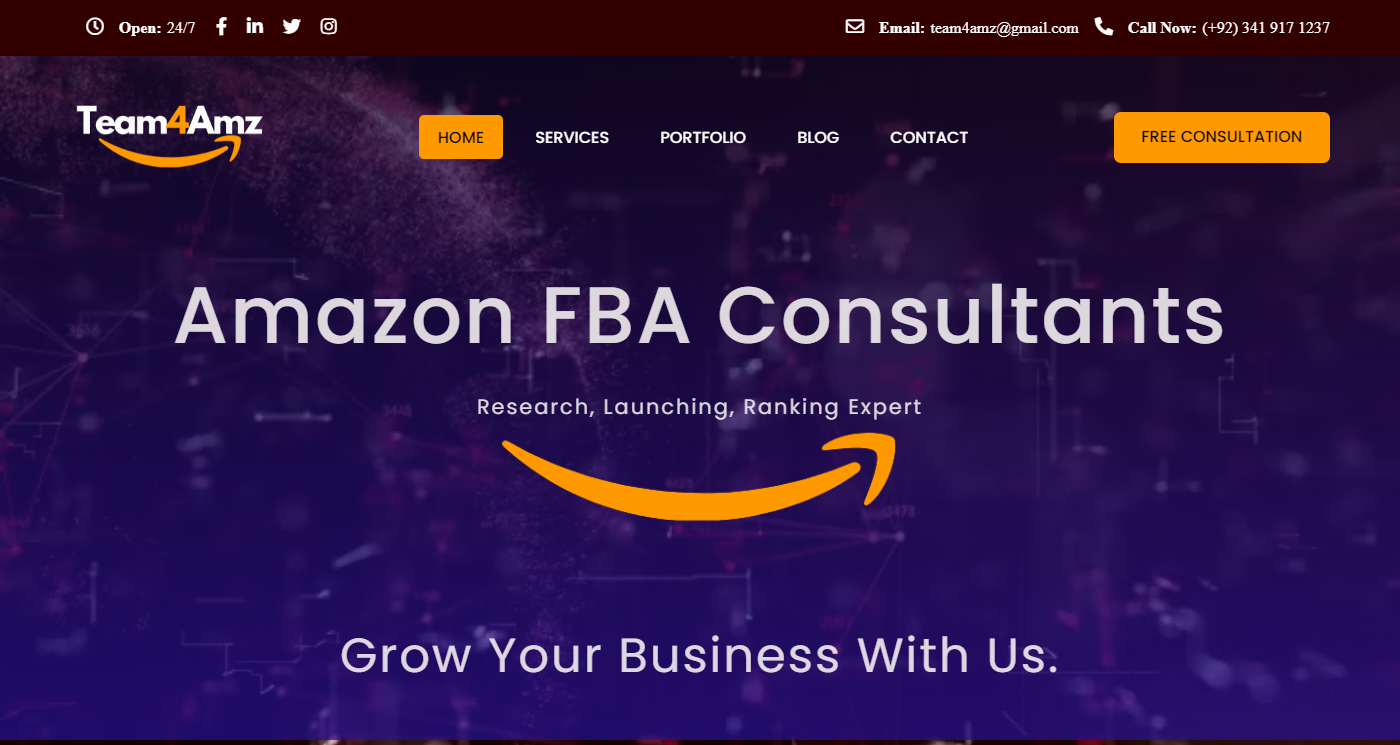 Open: 24/7
Email: team4amz@gmail.com
Call Now: (+92) 341 917 1237
Team4Amz
HOME
SERVICES
PORTFOLIO
BLOG
CONTACT
FREE CONSULTATION
Amazon FBA Consultants
Research, Launching, Ranking Expert
Grow Your Business With Us.